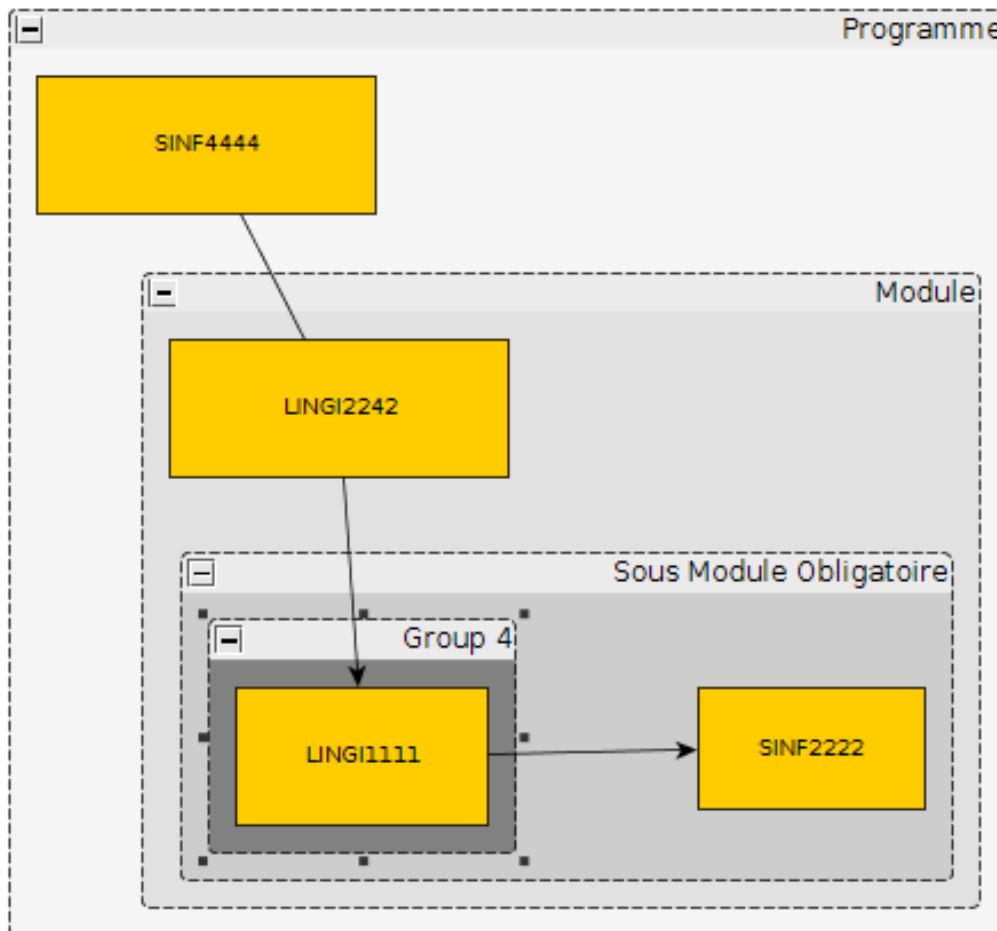 Programme
SINF4444
Module
LINGI2242
Sous Module Obligatoire
Group 4
LINGI1111
SINF2222